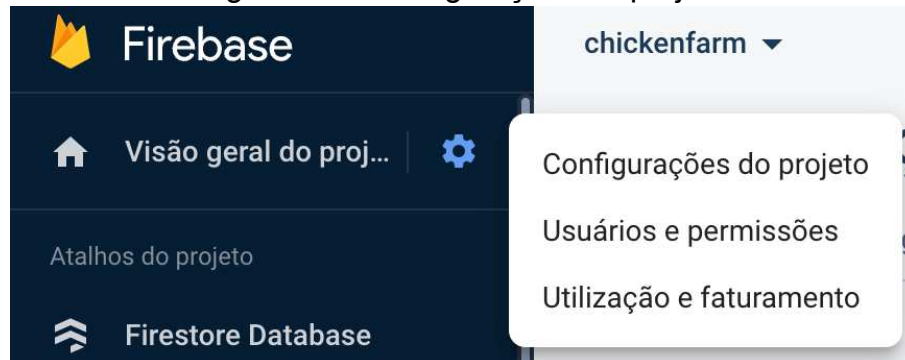 Firebase
chickenfarm
Visão geral do proj...
Configurações do projeto
Usuários e permissões
Utilização e faturamento
Atalhos do projeto
Firestore Database